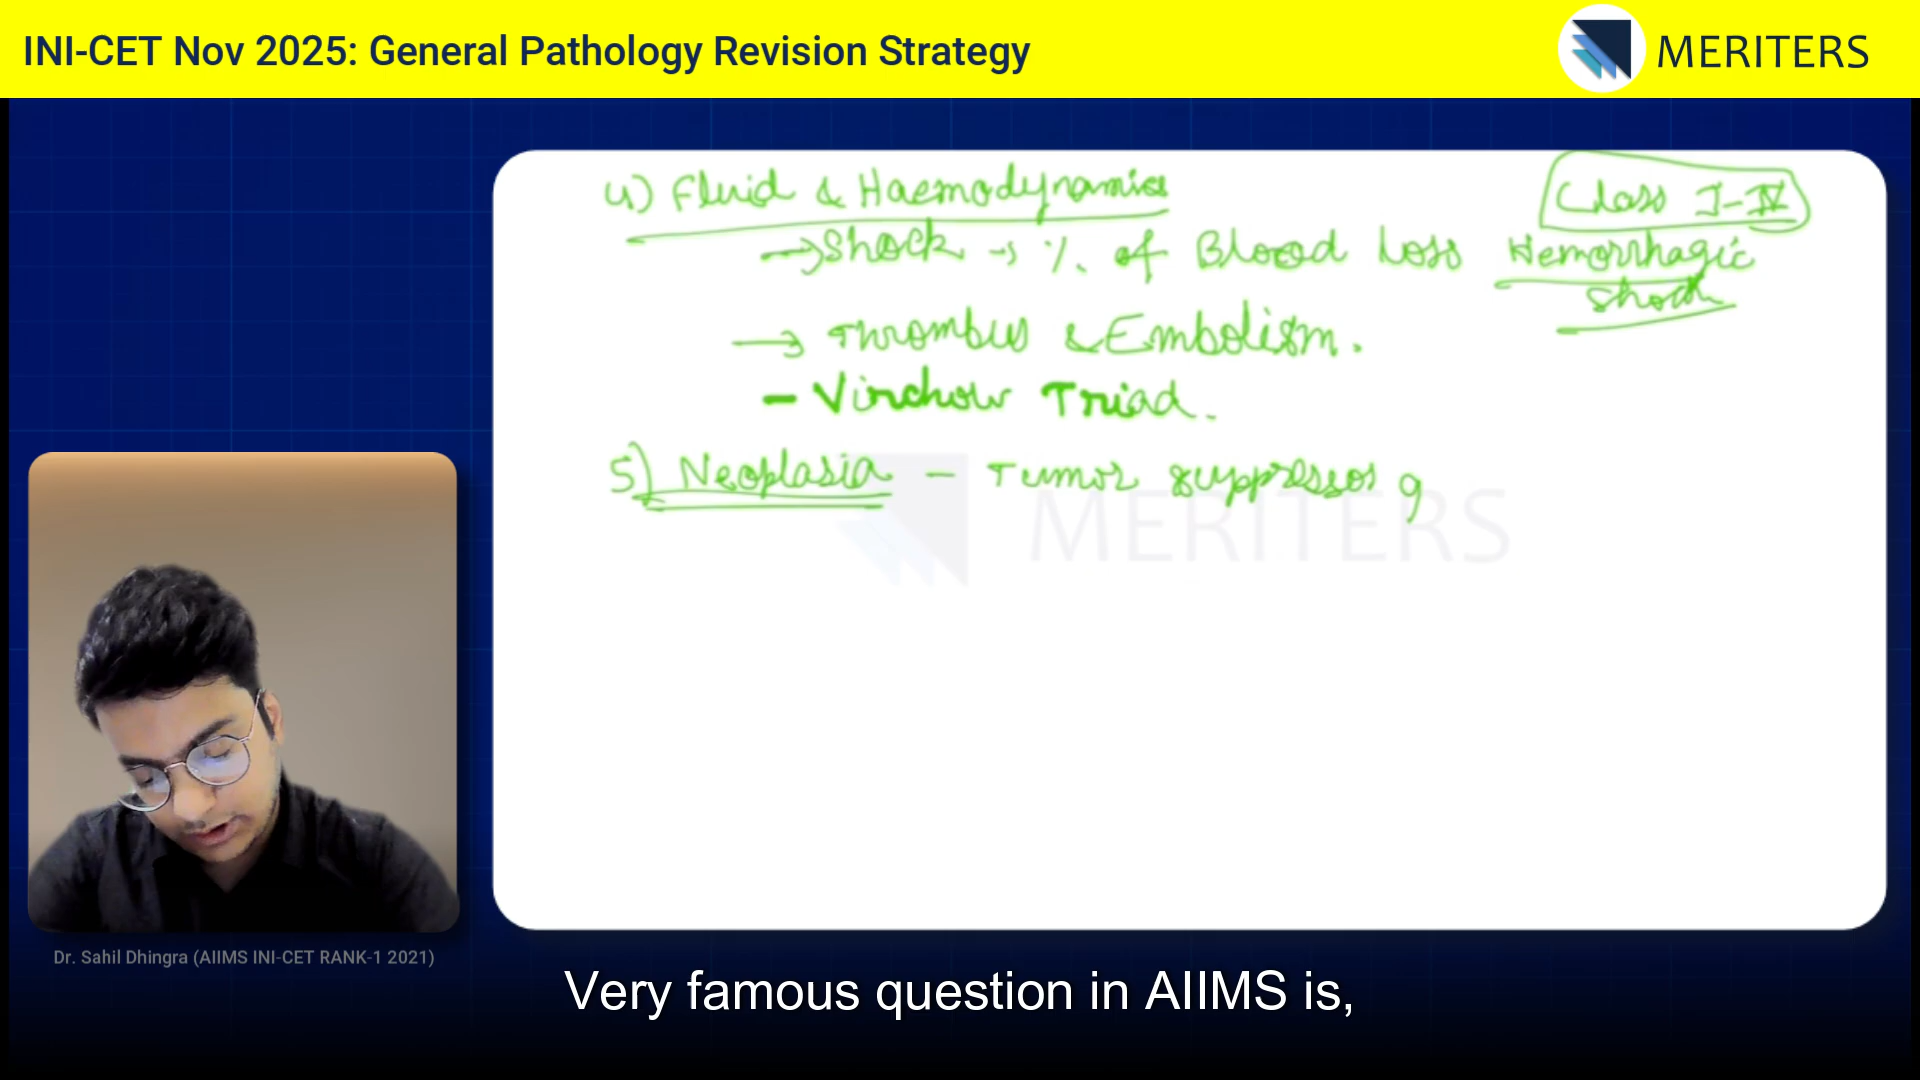 INI-CET Nov 2025: General Pathology Revision Strategy
MERITERS
4) Fluid & Haemodynamics
Class I-IV
→ Shock → % of Blood Loss Hemorrhagic
Shock
→ Thrombus & Embolism.
- Virchow Triad.
5) Neoplasia - Tumor suppressor g
MERITERS
Dr. Sahil Dhingra (AIIMS INI-CET RANK-1 2021)
Very famous question in AIIMS is,